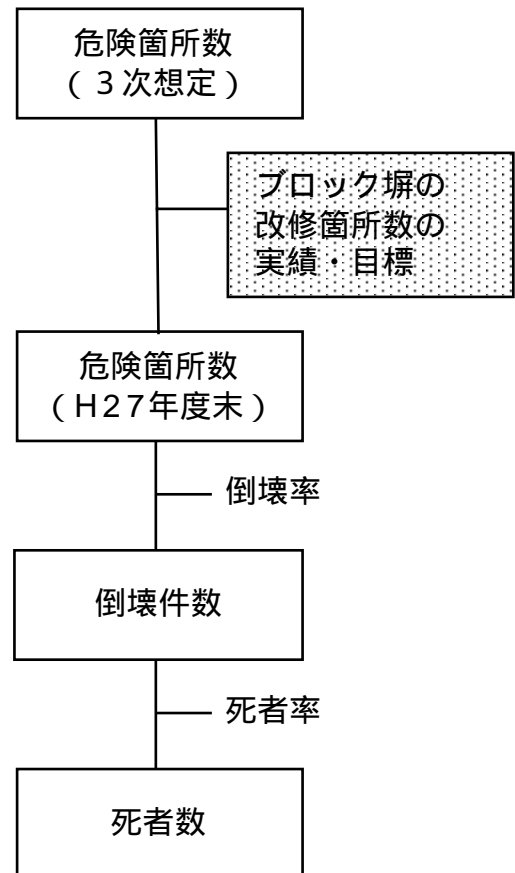 危険箇所数
（３次想定）
ブロック塀の
改修箇所数の
実績・目標
危険箇所数
（H27年度末）
倒壊率
倒壊件数
死者率
死者数